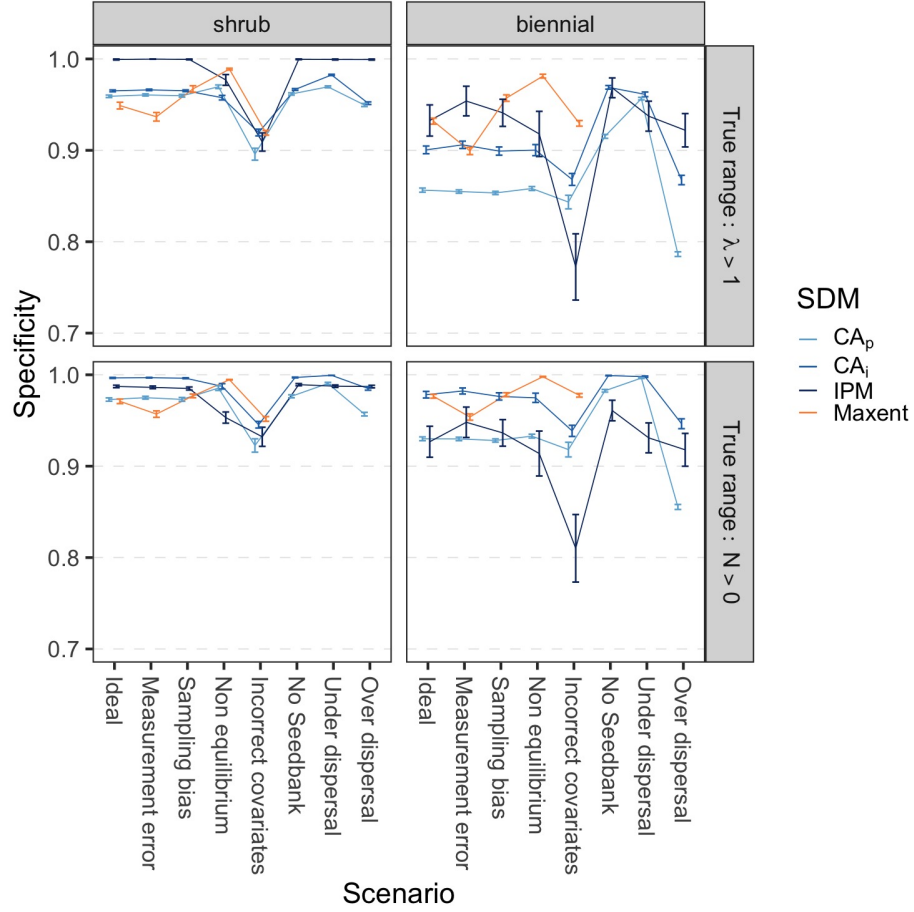 shrub
biennial
1.0
0.9
0.8
0.7
True range: λ > 1
1.0
0.9
0.8
0.7
True range: N > 0
Specificity
Ideal
Measurement error
Sampling bias
Non equilibrium
Incorrect covariates
No Seedbank
Under dispersal
Over dispersal
Ideal
Measurement error
Sampling bias
Non equilibrium
Incorrect covariates
No Seedbank
Under dispersal
Over dispersal
Scenario
SDM
CAp
CAi
IPM
Maxent